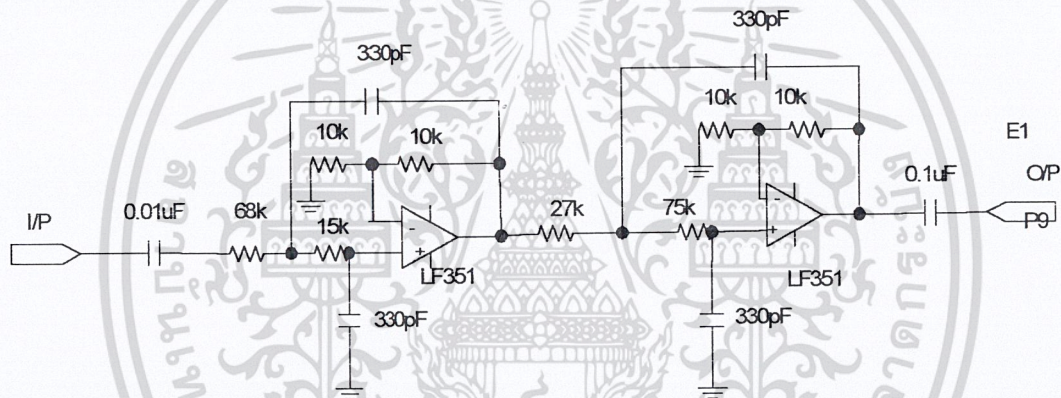 330pF
330pF
10k 10k
10k 10k
E1
0.01uF
68k
15k
27k
75k
0.1uF
O/P
I/P
P9
-
+
LF351
-
+
LF351
330pF
330pF